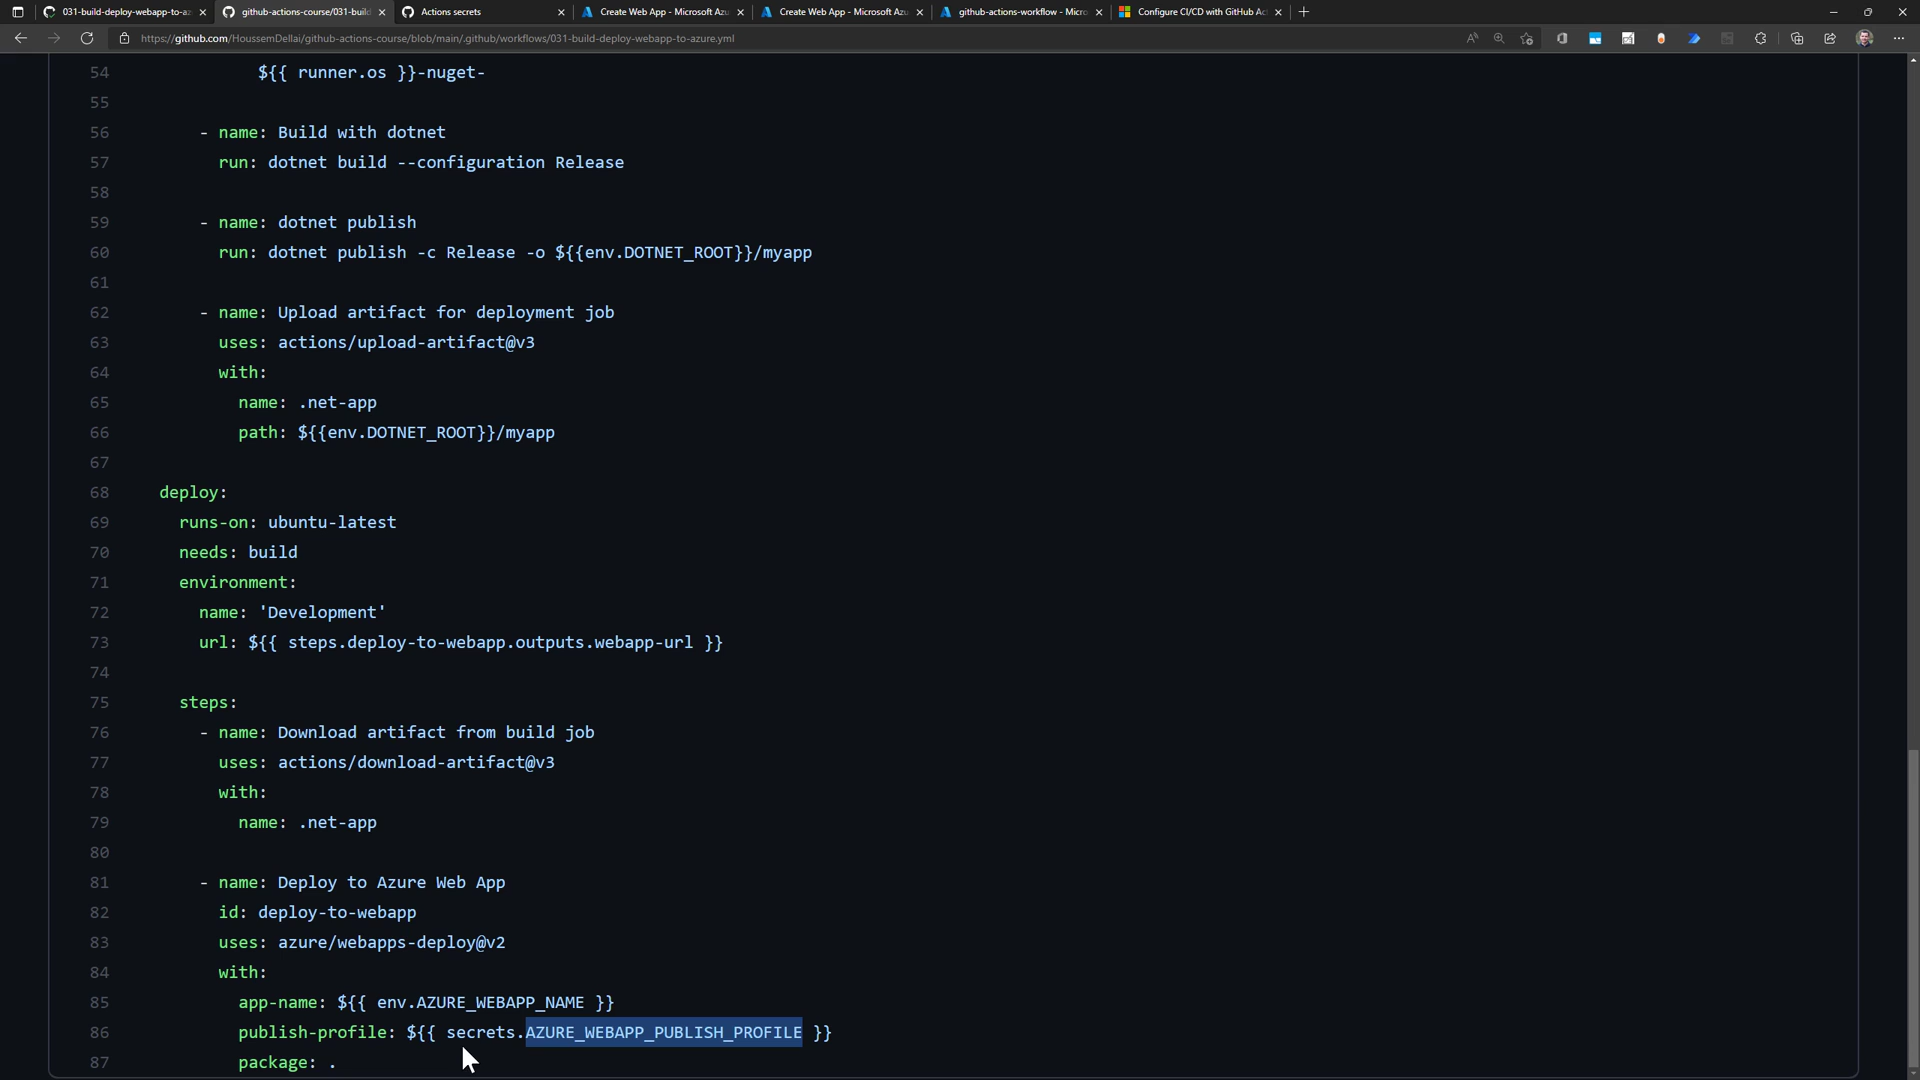 031-build-deploy-webapp-to-az
github-actions-course/031-build
Actions secrets
Create Web App - Microsoft Azu
Create Web App - Microsoft Azu
github-actions-workflow - Micro
Configure CI/CD with GitHub Ac
https://github.com/HoussemDellai/github-actions-course/blob/main/.github/workflows/031-build-deploy-webapp-to-azure.yml
54 ${{ runner.os }}-nuget-
55
56 - name: Build with dotnet
57 run: dotnet build --configuration Release
58
59 - name: dotnet publish
60 run: dotnet publish -c Release -o ${{env.DOTNET_ROOT}}/myapp
61
62 - name: Upload artifact for deployment job
63 uses: actions/upload-artifact@v3
64 with:
65 name: .net-app
66 path: ${{env.DOTNET_ROOT}}/myapp
67
68 deploy:
69 runs-on: ubuntu-latest
70 needs: build
71 environment:
72 name: 'Development'
73 url: ${{ steps.deploy-to-webapp.outputs.webapp-url }}
74
75 steps:
76 - name: Download artifact from build job
77 uses: actions/download-artifact@v3
78 with:
79 name: .net-app
80
81 - name: Deploy to Azure Web App
82 id: deploy-to-webapp
83 uses: azure/webapps-deploy@v2
84 with:
85 app-name: ${{ env.AZURE_WEBAPP_NAME }}
86 publish-profile: ${{ secrets.AZURE_WEBAPP_PUBLISH_PROFILE }}
87 package: .